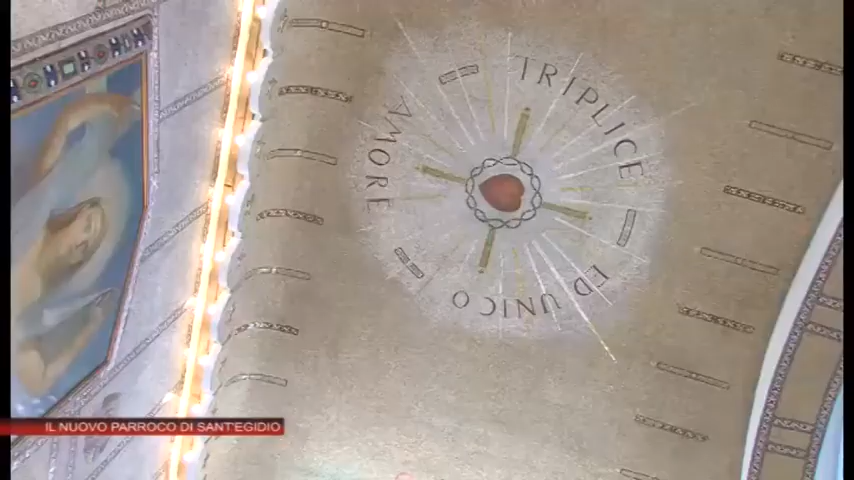 TRIPLICE
ED UNICO
AMORE
IL NUOVO PARROCO DI SANT'EGIDIO